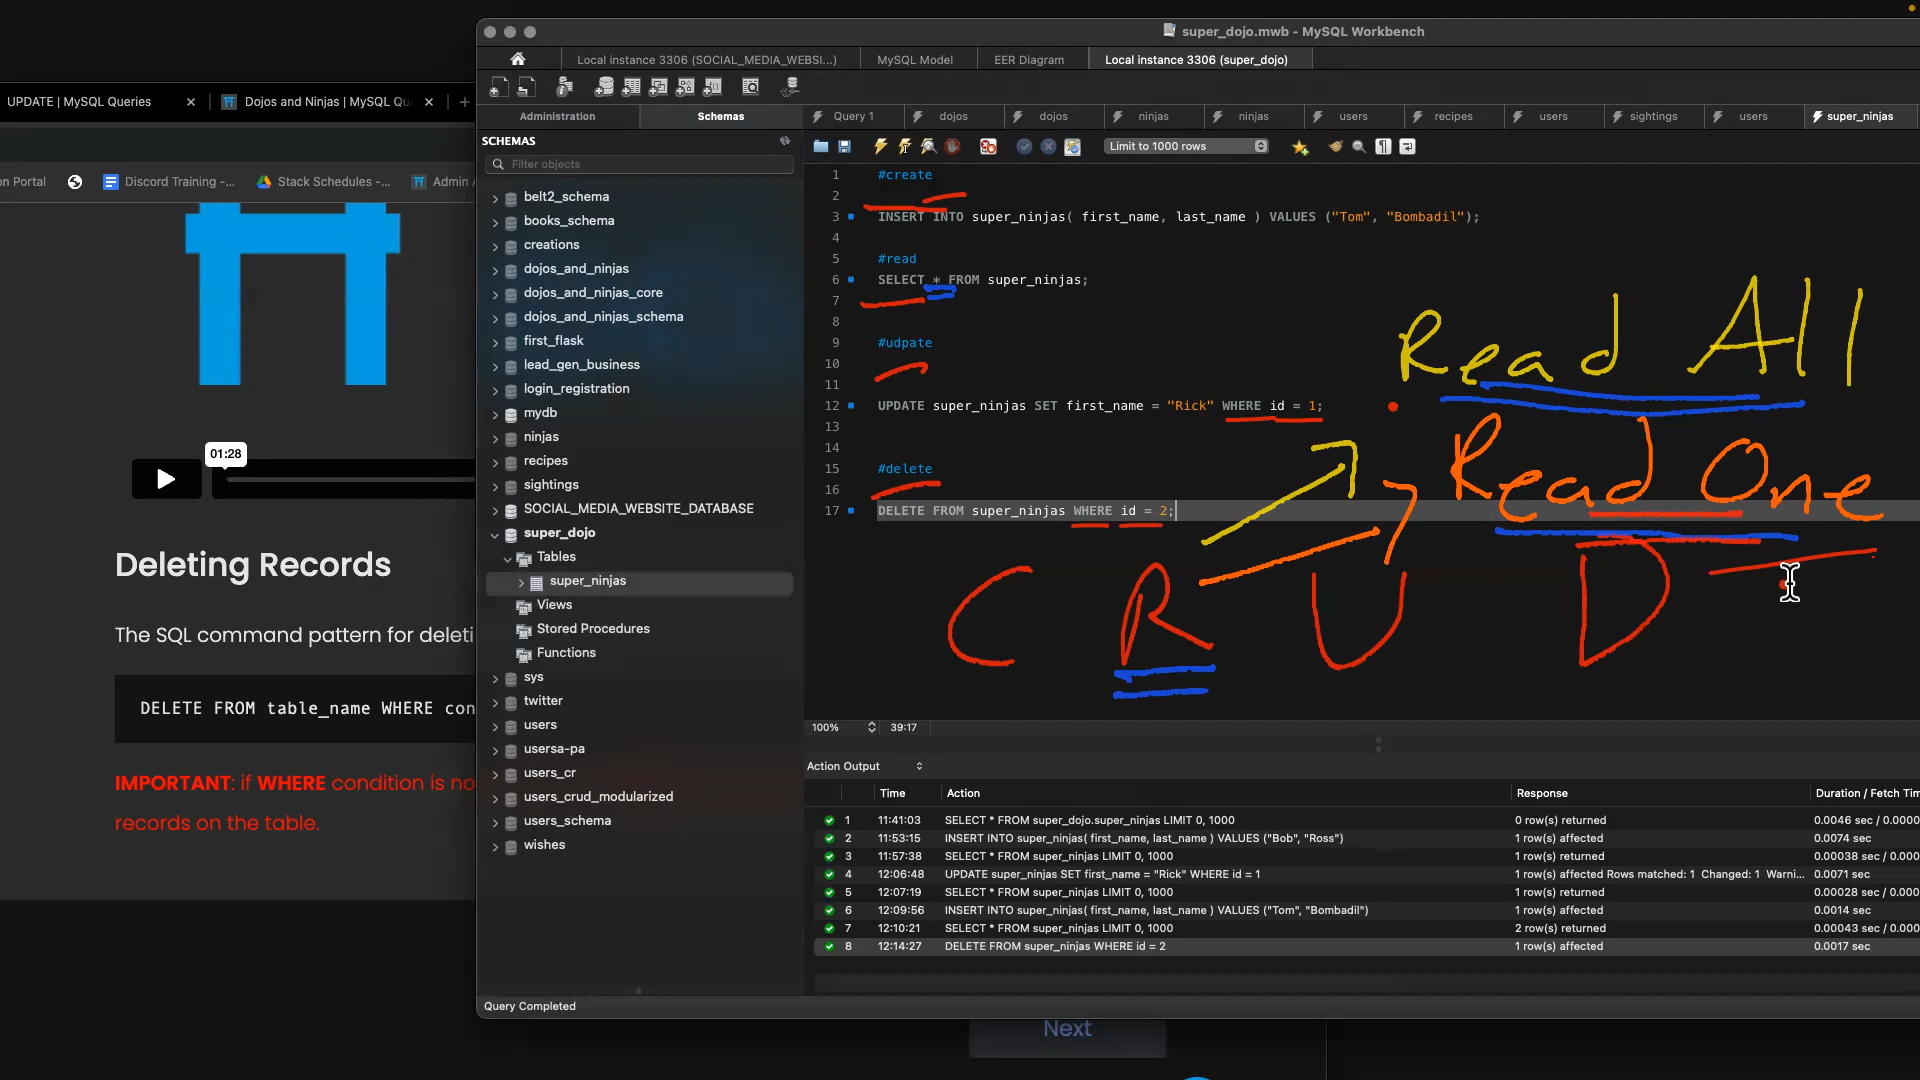 super_dojo.mwb - MySQL Workbench
Local instance 3306 (SOCIAL_MEDIA_WEBSI...)
MySQL Model
EER Diagram
Local instance 3306 (super_dojo)
UPDATE | MySQL Queries
Dojos and Ninjas | MySQL Qu
Administration
Schemas
Query 1
dojos
dojos
ninjas
ninjas
users
recipes
users
sightings
users
super_ninjas
SCHEMAS
Filter objects
Limit to 1000 rows
on Portal
Discord Training -...
Stack Schedules -...
Admin
belt2_schema
books_schema
creations
dojos_and_ninjas
dojos_and_ninjas_core
dojos_and_ninjas_schema
first_flask
lead_gen_business
login_registration
mydb
ninjas
recipes
sightings
SOCIAL_MEDIA_WEBSITE_DATABASE
super_dojo
Tables
super_ninjas
Views
Stored Procedures
Functions
sys
twitter
users
usersa-pa
users_cr
users_crud_modularized
users_schema
wishes
Query Completed
1 #create
2
3 INSERT INTO super_ninjas( first_name, last_name ) VALUES ("Tom", "Bombadil");
4
5 #read
6 SELECT * FROM super_ninjas;
7
8
9 #udpate
10
11
12 UPDATE super_ninjas SET first_name = "Rick" WHERE id = 1;
13
14
15 #delete
16
17 DELETE FROM super_ninjas WHERE id = 2;
Read All
Read One
C R U D
100% 39:17
01:28
Deleting Records
The SQL command pattern for deleti
DELETE FROM table_name WHERE con
IMPORTANT: if WHERE condition is no
records on the table.
Action Output
Time Action Response Duration / Fetch Tim
1 11:41:03 SELECT * FROM super_dojo.super_ninjas LIMIT 0, 1000 0 row(s) returned 0.0046 sec / 0.0000
2 11:53:15 INSERT INTO super_ninjas( first_name, last_name ) VALUES ("Bob", "Ross") 1 row(s) affected 0.0074 sec
3 11:57:38 SELECT * FROM super_ninjas LIMIT 0, 1000 1 row(s) returned 0.00038 sec / 0.000
4 12:06:48 UPDATE super_ninjas SET first_name = "Rick" WHERE id = 1 1 row(s) affected Rows matched: 1 Changed: 1 Warni... 0.0071 sec
5 12:07:19 SELECT * FROM super_ninjas LIMIT 0, 1000 1 row(s) returned 0.00028 sec / 0.000
6 12:09:56 INSERT INTO super_ninjas( first_name, last_name ) VALUES ("Tom", "Bombadil") 1 row(s) affected 0.0014 sec
7 12:10:21 SELECT * FROM super_ninjas LIMIT 0, 1000 2 row(s) returned 0.00043 sec / 0.000
8 12:14:27 DELETE FROM super_ninjas WHERE id = 2 1 row(s) affected 0.0017 sec
Next